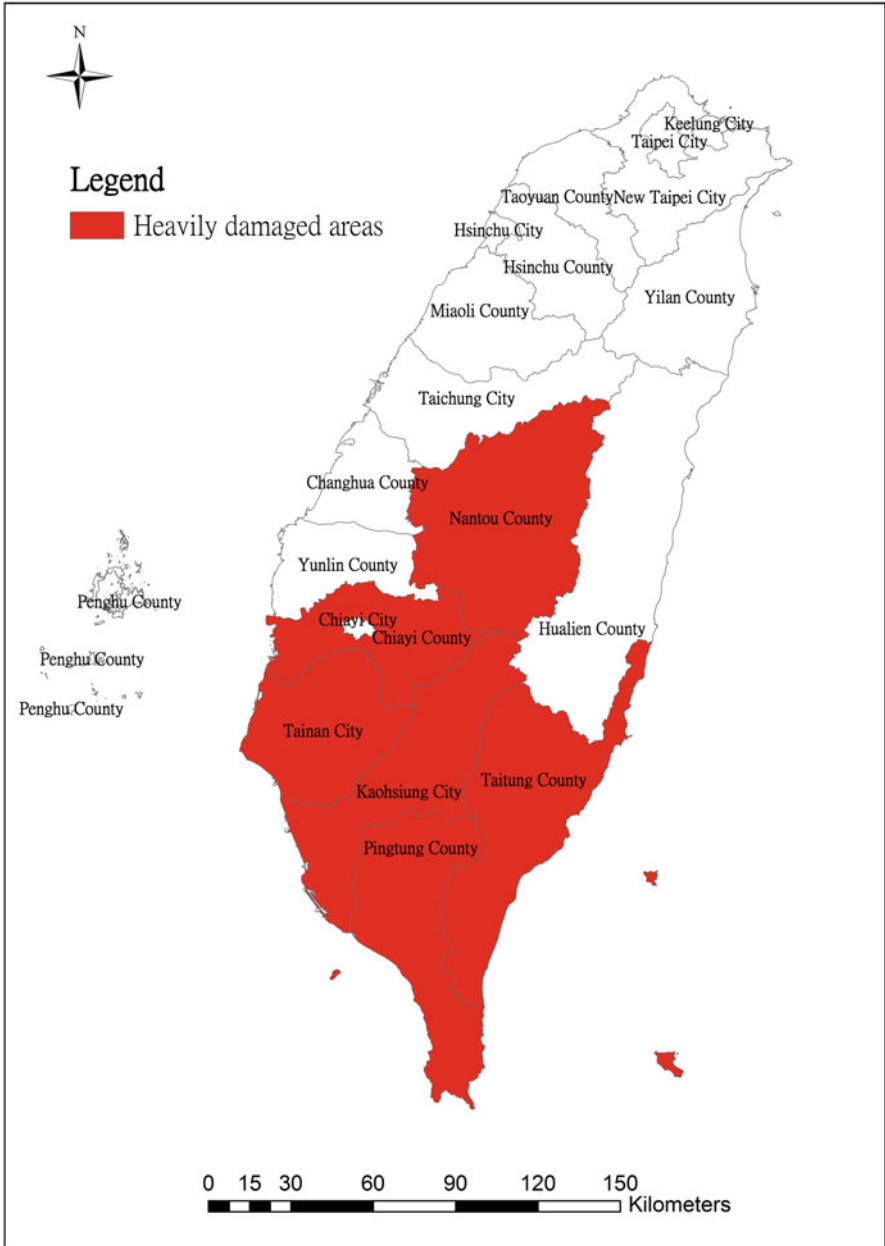 N
Legend
Heavily damaged areas
Keelung City
Taipei City
Taoyuan County
New Taipei City
Hsinchu City
Hsinchu County
Yilan County
Miaoli County
Taichung City
Changhua County
Nantou County
Yunlin County
Penghu County
Chiayi City
Hualien County
Chiayi County
Penghu County
Penghu County
Tainan City
Taitung County
Kaohsiung City
Pingtung County
0 15 30 60 90 120 150
Kilometers